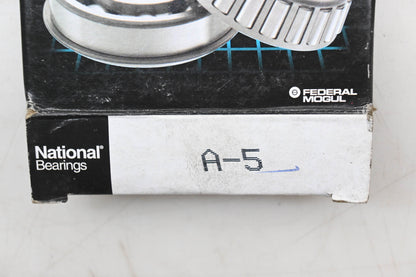 FEDERAL
MOGUL
National®
Bearings
A-5